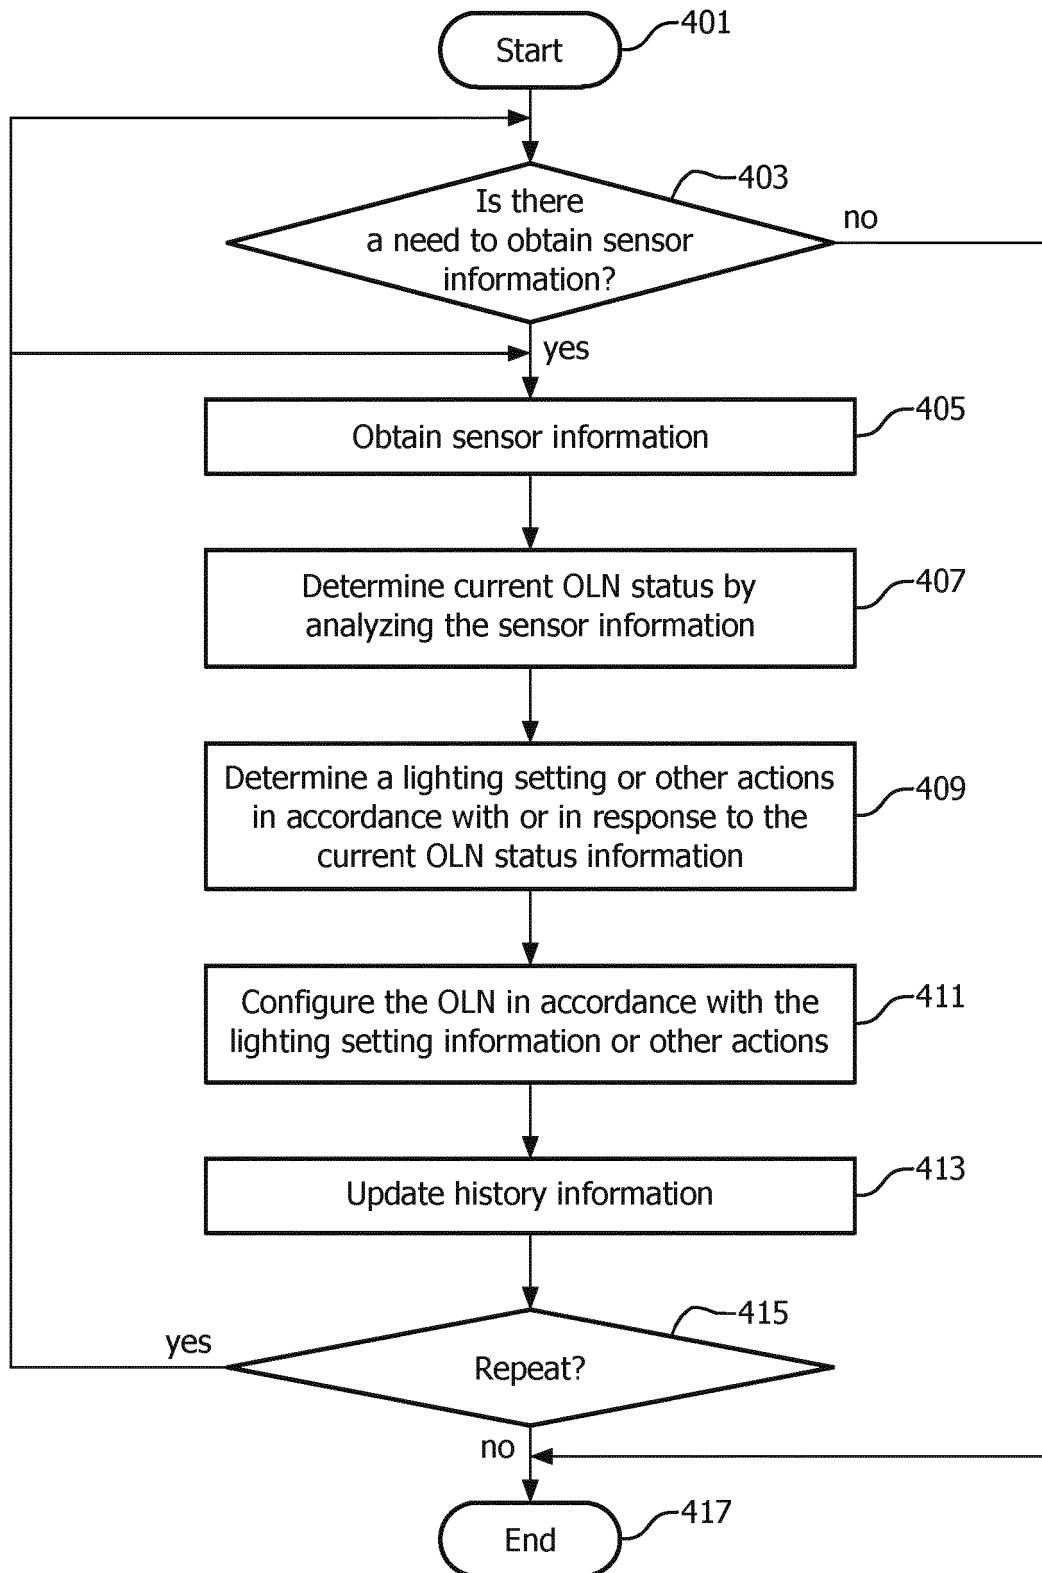 Start
401
Is there
a need to obtain sensor
information?
403
no
yes
Obtain sensor information
405
Determine current OLN status by
analyzing the sensor information
407
Determine a lighting setting or other actions
in accordance with or in response to the
current OLN status information
409
Configure the OLN in accordance with the
lighting setting information or other actions
411
Update history information
413
Repeat?
415
yes
no
End
417